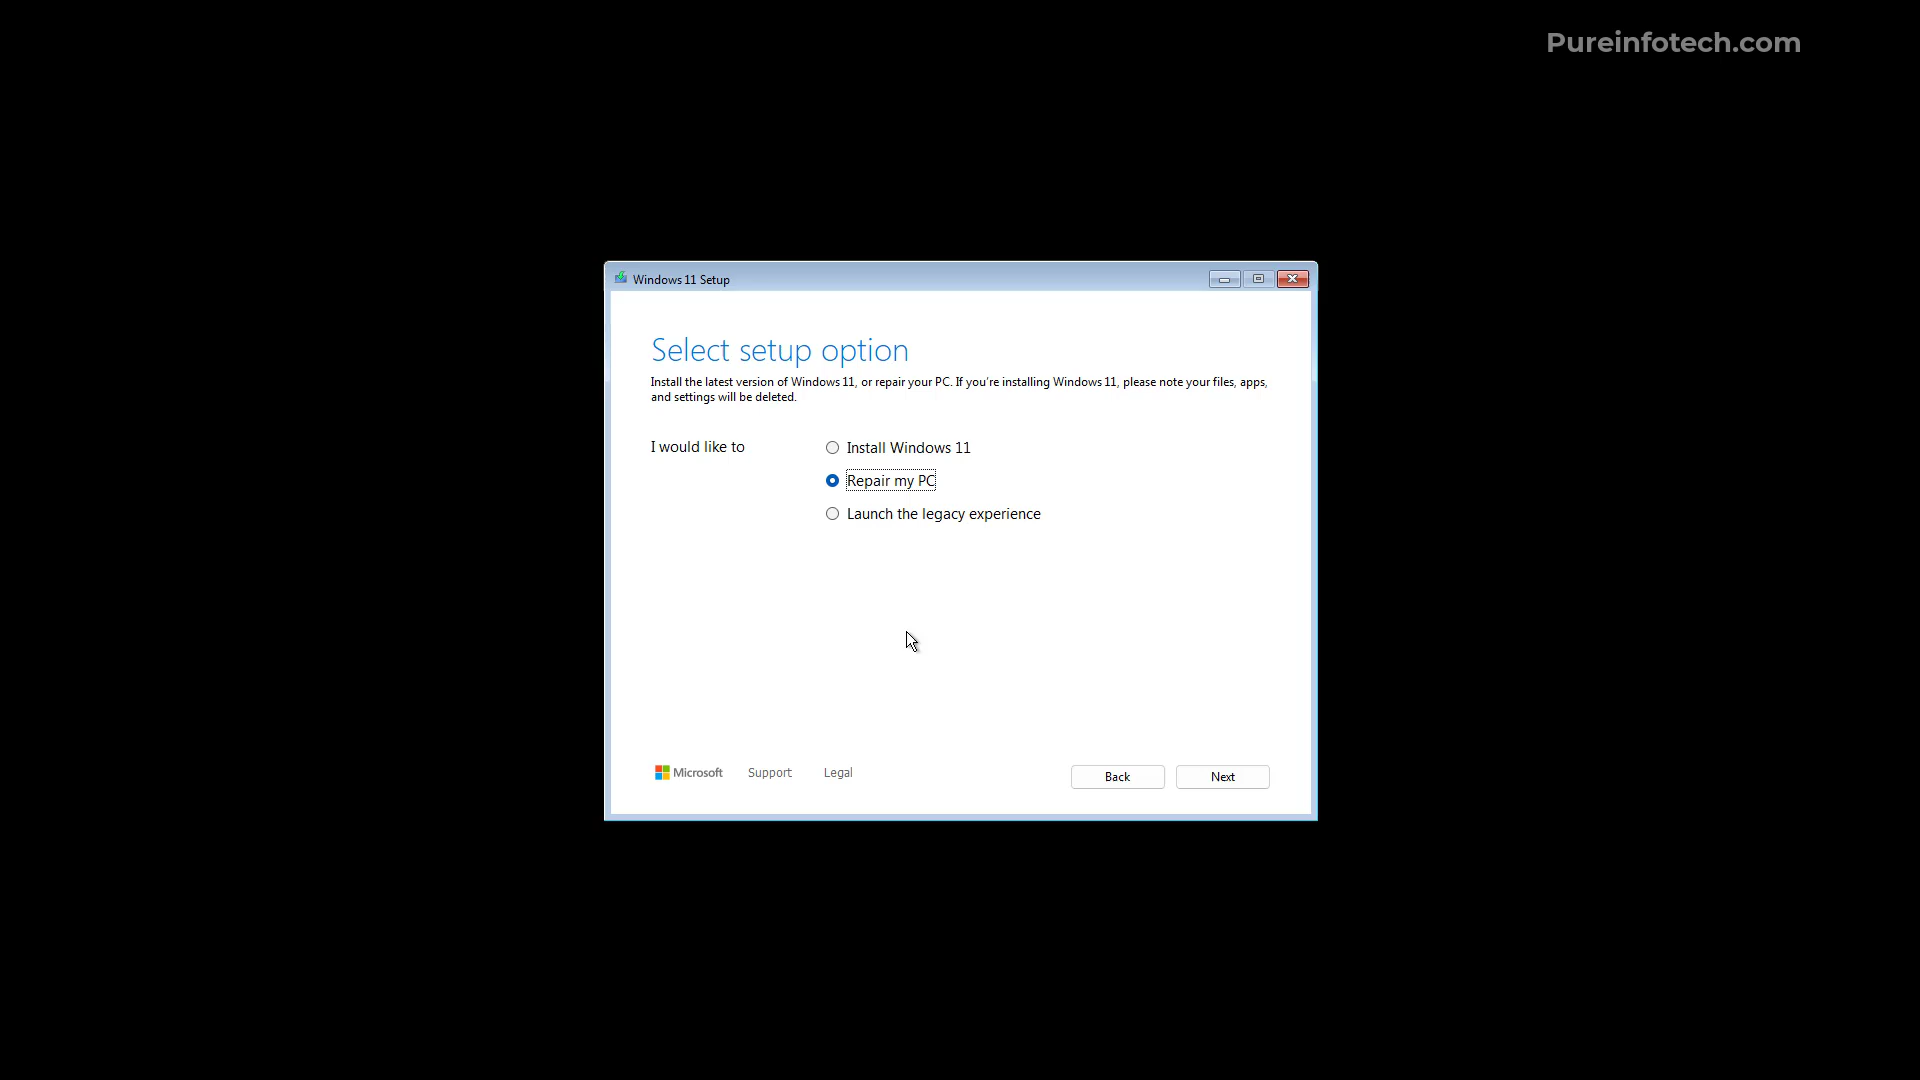 Pureinfotech.com
Windows 11 Setup
Select setup option
Install the latest version of Windows 11, or repair your PC. If you're installing Windows 11, please note your files, apps,
and settings will be deleted.
I would like to
Install Windows 11
Repair my PC
Launch the legacy experience
Microsoft
Support
Legal
Back
Next